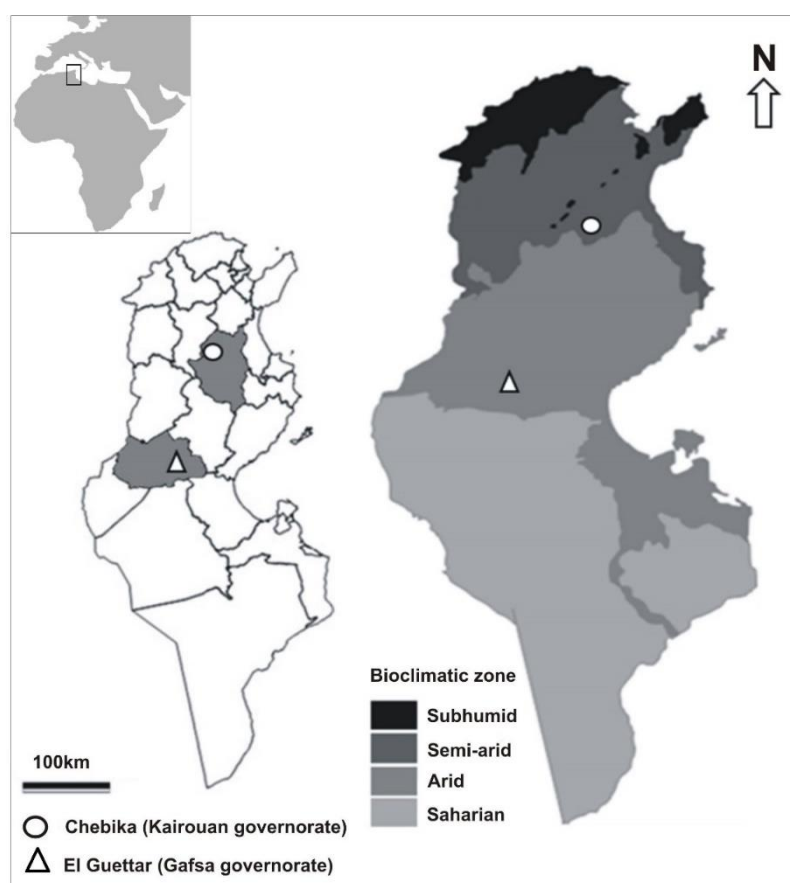 N
Bioclimatic zone
Subhumid
Semi-arid
Arid
Saharian
100km
Chebika (Kairouan governorate)
El Guettar (Gafsa governorate)